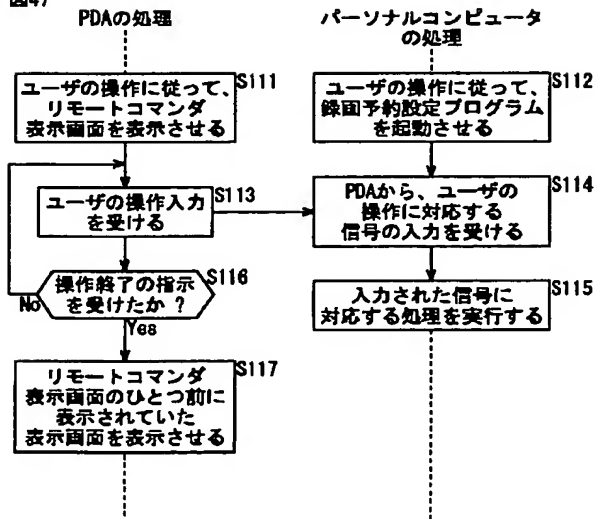 図47
PDAの処理
ユーザの操作に従って、
リモートコマンダ
表示画面を表示させる
S111
ユーザの操作入力
を受ける
S113
操作終了の指示
を受けたか ?
S116
No
Yes
リモートコマンダ
表示画面のひとつ前に
表示されていた
表示画面を表示させる
S117
パーソナルコンピュータ
の処理
ユーザの操作に従って、
録画予約設定プログラム
を起動させる
S112
PDAから、ユーザの
操作に対応する
信号の入力を受ける
S114
入力された信号に
対応する処理を実行する
S115